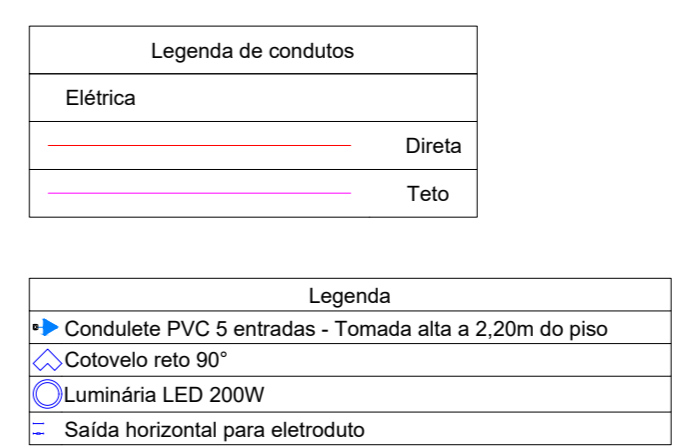 Legenda de condutos
Elétrica
Direta
Teto
Legenda
Condulete PVC 5 entradas - Tomada alta a 2,20m do piso
Cotovelo reto 90°
Luminária LED 200W
Saída horizontal para eletroduto